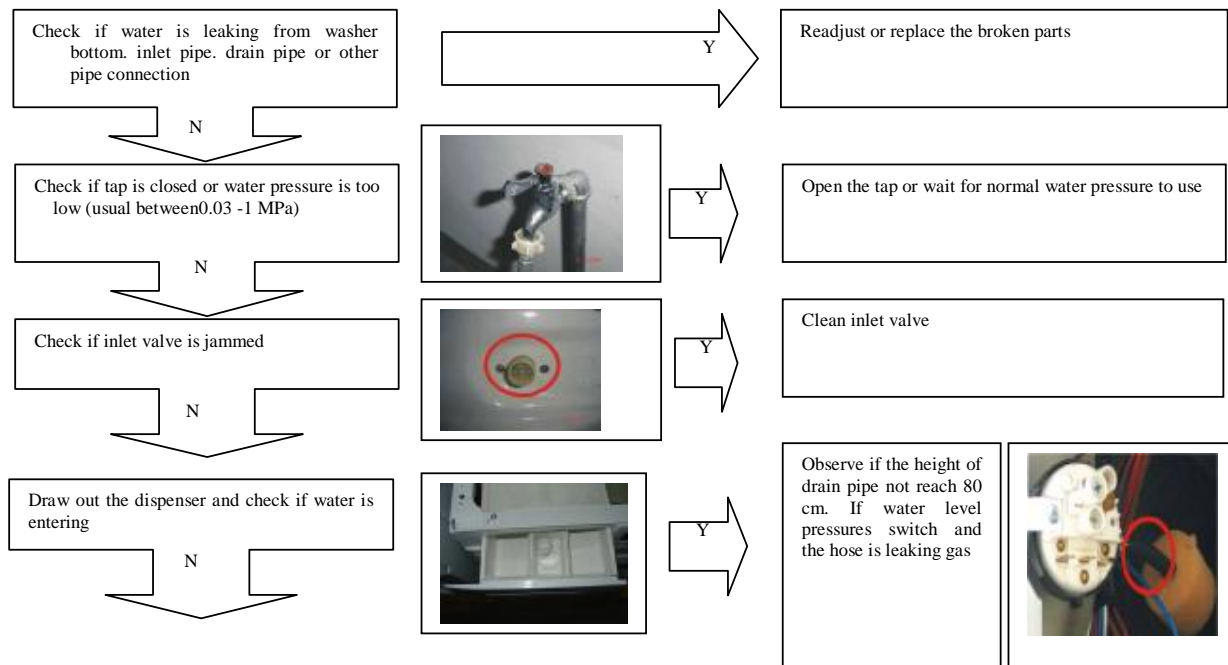 Check if water is leaking from washer
bottom. inlet pipe. drain pipe or other
pipe connection
Y
Readjust or replace the broken parts
N
Check if tap is closed or water pressure is too
low (usual between0.03 -1 MPa)
Y
Open the tap or wait for normal water pressure to use
N
Check if inlet valve is jammed
Y
Clean inlet valve
N
Draw out the dispenser and check if water is
entering
Y
Observe if the height of
drain pipe not reach 80
cm. If water level
pressures switch and
the hose is leaking gas
N